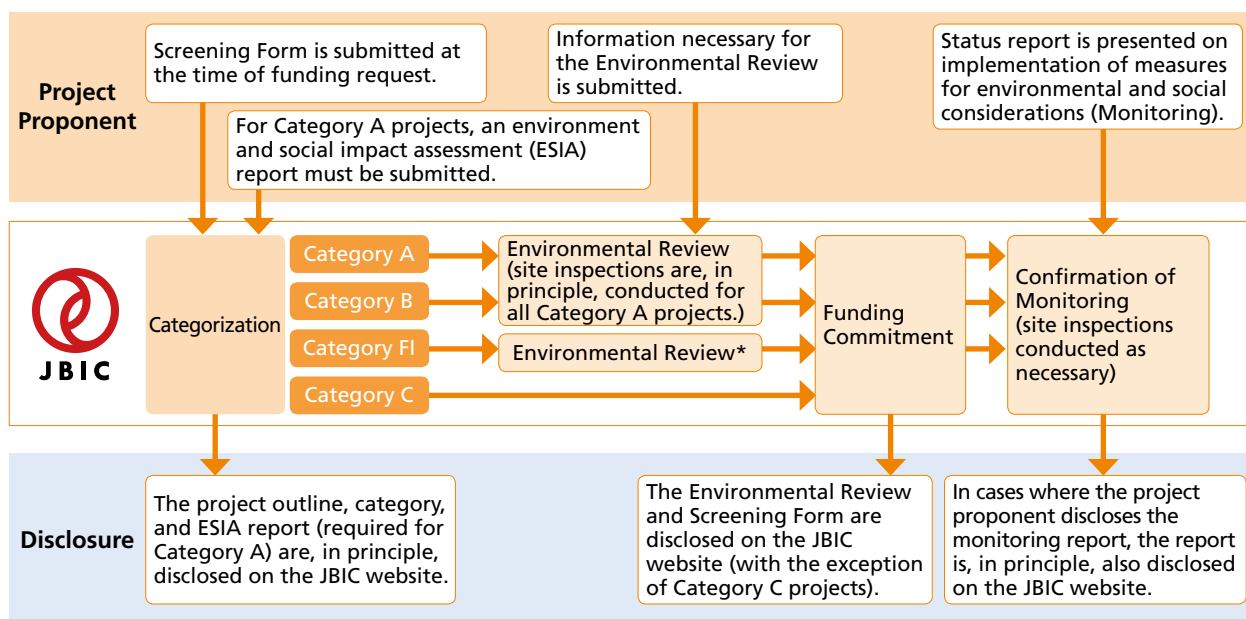 Project
Proponent
Screening Form is submitted at
the time of funding request.
For Category A projects, an environment
and social impact assessment (ESIA)
report must be submitted.
Information necessary for
the Environmental Review
is submitted.
Status report is presented on
implementation of measures
for environmental and social
considerations (Monitoring).
JBIC
Categorization
Category A
Category B
Category FI
Category C
Environmental Review
(site inspections are, in
principle, conducted for
all Category A projects.)
Environmental Review*
Funding
Commitment
Confirmation of
Monitoring
(site inspections
conducted as
necessary)
Disclosure
The project outline, category,
and ESIA report (required for
Category A) are, in principle,
disclosed on the JBIC website.
The Environmental Review
and Screening Form are
disclosed on the JBIC
website (with the exception
of Category C projects).
In cases where the project
proponent discloses the
monitoring report, the report
is, in principle, also disclosed
on the JBIC website.